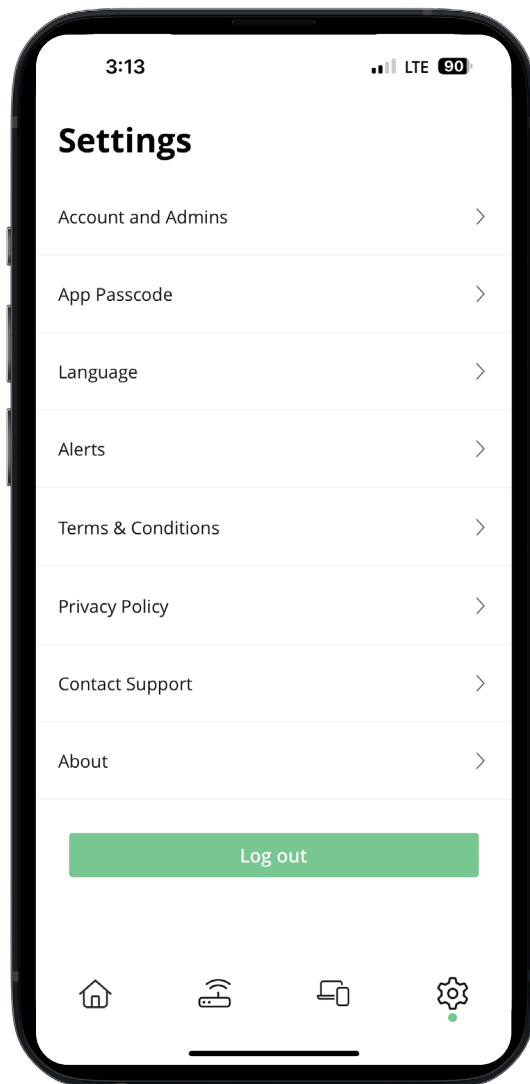 3:13 LTE 90
Settings
Account and Admins
App Passcode
Language
Alerts
Terms & Conditions
Privacy Policy
Contact Support
About
Log out